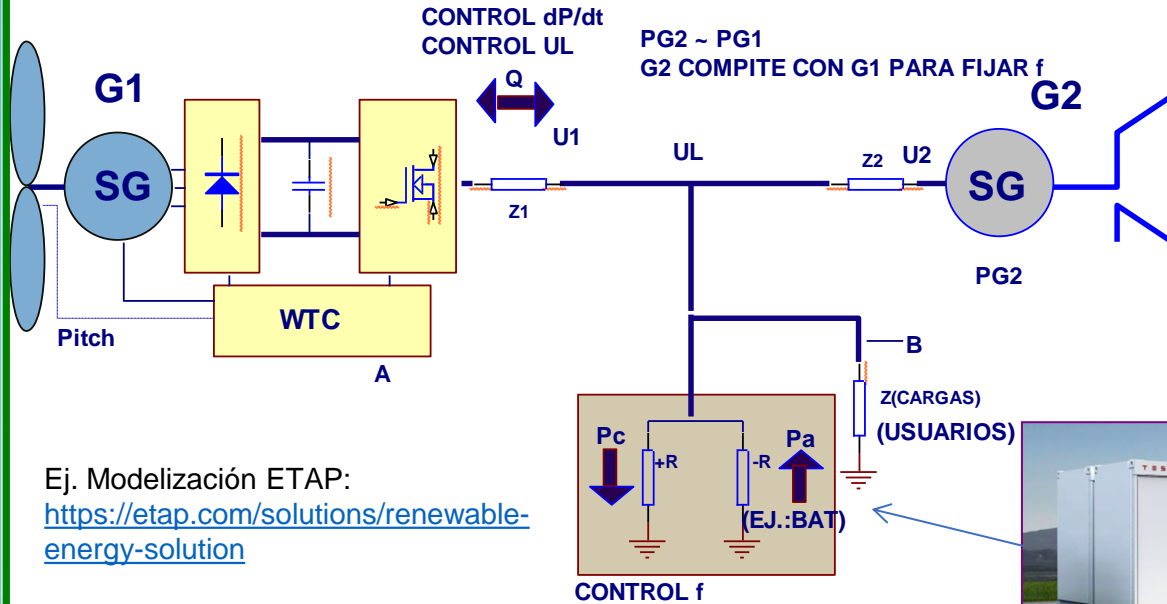 CONTROL dP/dt
CONTROL UL
PG2 ~ PG1
G2 COMPITE CON G1 PARA FIJAR f
G1
Q
G2
U1
UL
Z2
U2
SG
SG
Z1
PG2
WTC
Pitch
A
B
Z(CARGAS)
(USUARIOS)
Pc
+R
-R
Pa
(EJ.:BAT)
CONTROL f
Ej. Modelización ETAP:
https://etap.com/solutions/renewable-
energy-solution